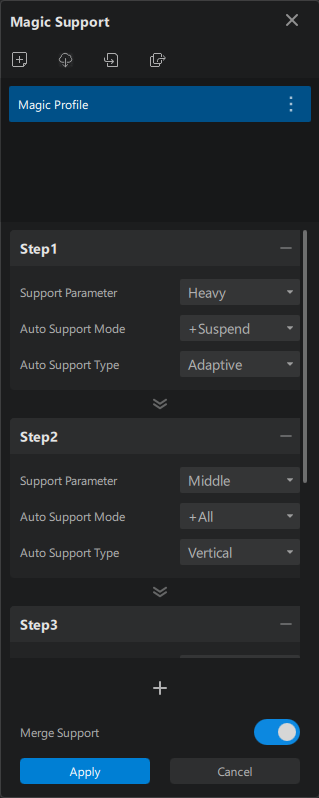 Magic Support
Magic Profile
Step1
Support Parameter Heavy
Auto Support Mode +Suspend
Auto Support Type Adaptive
Step2
Support Parameter Middle
Auto Support Mode +All
Auto Support Type Vertical
Step3
Merge Support
Apply Cancel